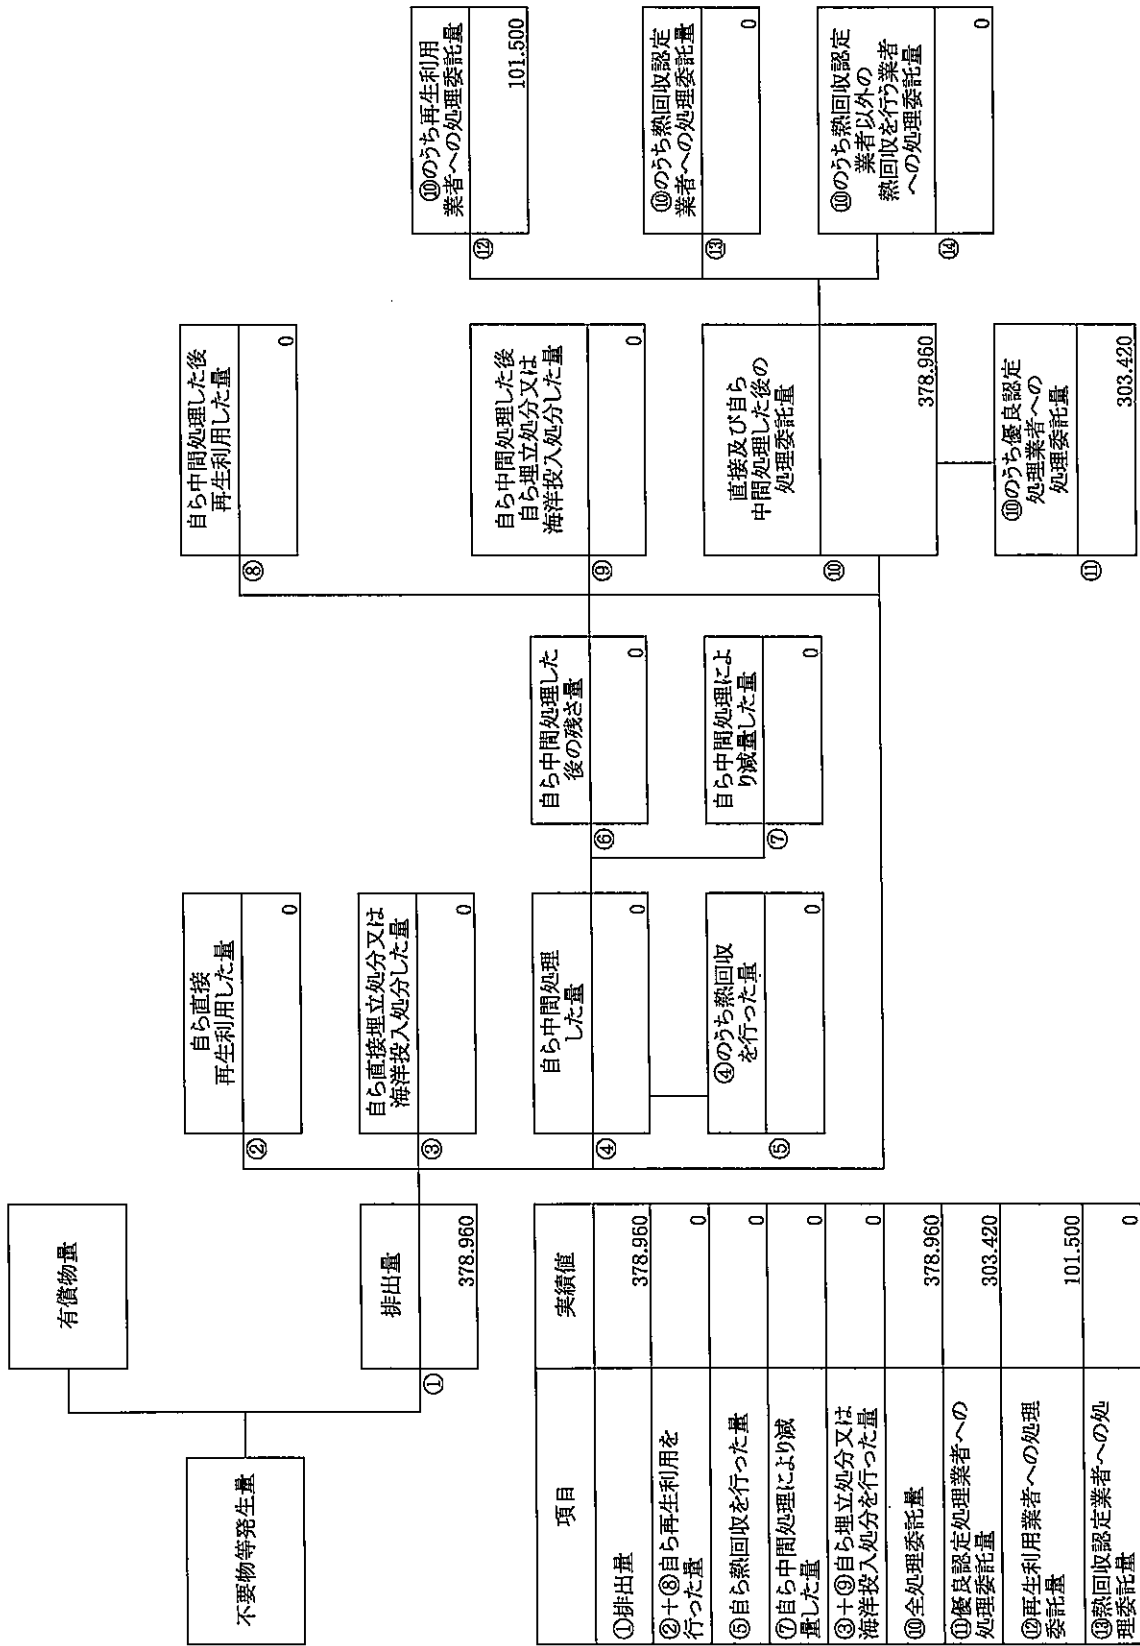 不要物等発生量
有償物量
排出量
①
378.960
自ら直接
再生利用した量
②
0
自ら直接埋立処分又は
海洋投入処分した量
③
0
自ら中間処理
した量
④
0
④のうち熱回収
を行った量
⑤
0
自ら中間処理した
後の残さ量
⑥
0
自ら中間処理によ
り減量した量
⑦
0
自ら中間処理した後
再生利用した量
⑧
0
自ら中間処理した後
自ら埋立処分又は
海洋投入処分した量
⑨
0
直接及び自ら
中間処理した後の
処理委託量
⑩
378.960
⑩のうち優良認定
処理業者への
処理委託量
⑪
303.420
⑩のうち再生利用
業者への処理委託量
⑫
101.500
⑩のうち熱回収認定
業者への処理委託量
⑬
0
⑩のうち熱回収認定
業者以外の
熱回収を行う業者
への処理委託量
⑭
0
項目 実績値
①排出量 378.960
②＋⑧自ら再生利用を
行った量 0
⑤自ら熱回収を行った量 0
⑦自ら中間処理により減
量した量 0
③＋⑨自ら埋立処分又は
海洋投入処分を行った量 0
⑩全処理委託量 378.960
⑪優良認定処理業者への
処理委託量 303.420
⑫再生利用業者への処理
委託量 101.500
⑬熱回収認定業者への処
理委託量 0